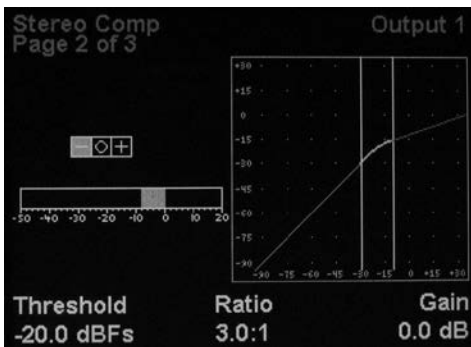 Stereo Comp
Page 2 of 3
Output 1
+30
+15
0
-15
-30
-45
-60
-75
-90
-90 -75 -60 -45 -30 -15 0 +15 +30
- ◇ +
-50 -40 -30 -20 -10 0 10 20
Threshold
-20.0 dBFs
Ratio
3.0:1
Gain
0.0 dB